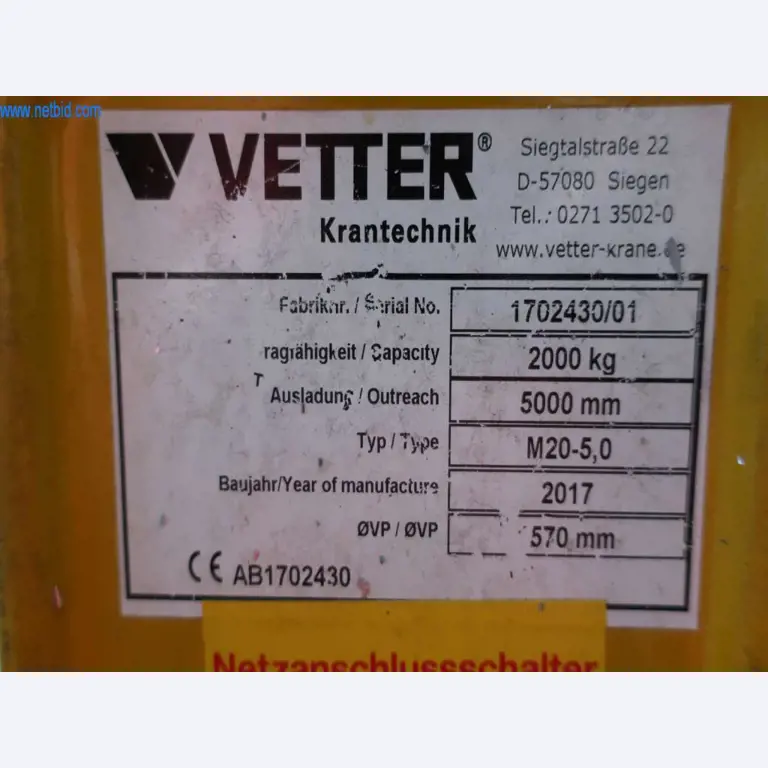 www.netbid.com
VETTER®
Krantechnik
Siegtalstraße 22
D-57080 Siegen
Tel.: 0271 3502-0
www.vetter-krane.de
Fabriknr. / Serial No. 1702430/01
Tragfähigkeit / Capacity 2000 kg
Ausladung / Outreach 5000 mm
Typ / Type M20-5,0
Baujahr/Year of manufacture 2017
ØVP / ØVP 570 mm
CE AB1702430
Netzanschlussschalter